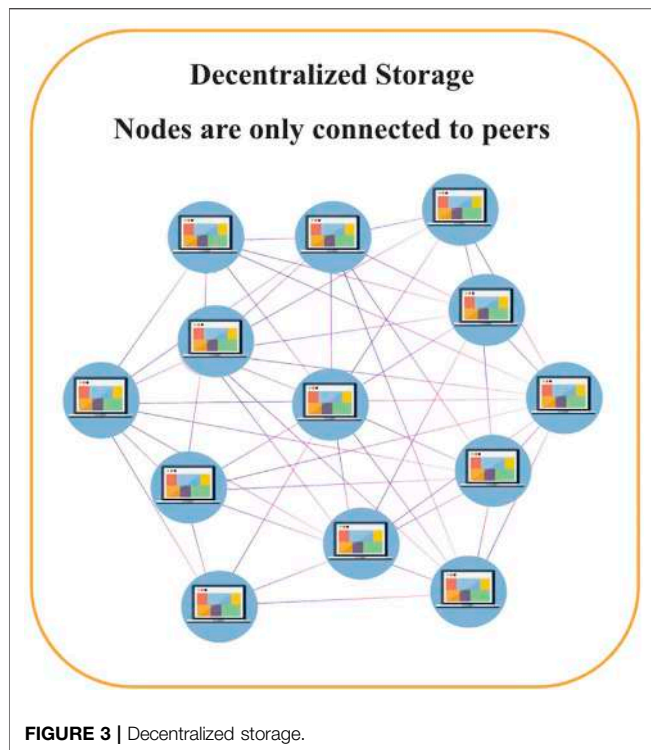 Decentralized Storage
Nodes are only connected to peers
FIGURE 3 | Decentralized storage.